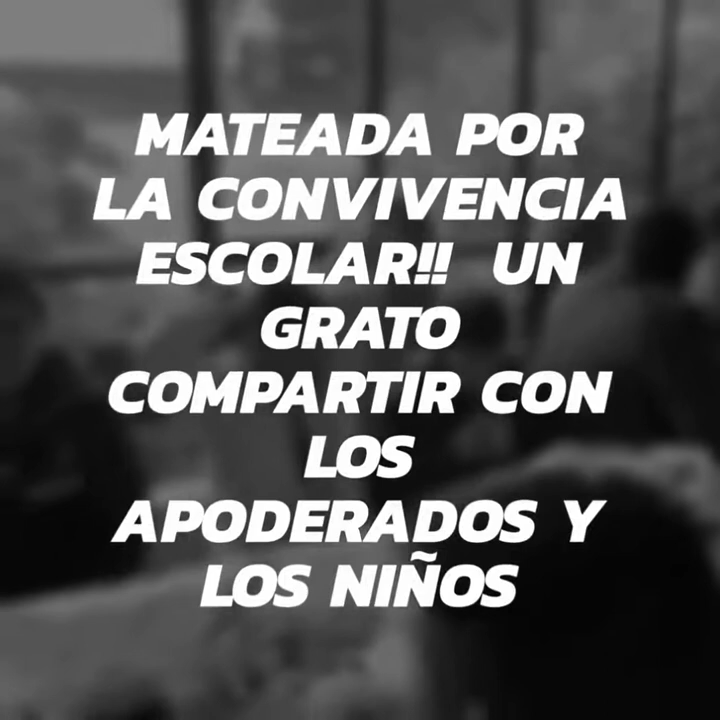 MATEADA POR
LA CONVIVENCIA
ESCOLAR!! UN
GRATO
COMPARTIR CON
LOS
APODERADOS Y
LOS NIÑOS